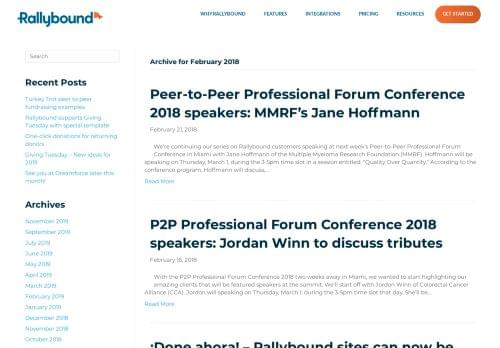 Rallybound
WHY RALLYBOUND FEATURES INTEGRATIONS PRICING RESOURCES GET STARTED
Search
Recent Posts
Turkey Trot peer to peer
fundraising examples
Rallybound supports Giving
Tuesday with special template
One-click donations for returning
donors
Giving Tuesday – New ideas for
2019
See you at Dreamforce later this
month!
Archives
November 2019
September 2019
July 2019
June 2019
May 2019
April 2019
March 2019
February 2019
January 2019
December 2018
November 2018
October 2018
Archive for February 2018
Peer-to-Peer Professional Forum Conference
2018 speakers: MMRF's Jane Hoffmann
February 21, 2018
We're continuing our series on Rallybound customers speaking at next week's Peer-to-Peer Professional Forum
Conference in Miami with Jane Hoffmann of the Multiple Myeloma Research Foundation (MMRF). Hoffmann will be
speaking on Thursday, March 1, during the 3-5pm time slot in a session entitled: "Quality Over Quantity." According to the
conference program, Hoffmann will discuss,...
Read More
P2P Professional Forum Conference 2018
speakers: Jordan Winn to discuss tributes
February 16, 2018
With the P2P Professional Forum Conference 2018 two weeks away in Miami, we wanted to start highlighting our
amazing clients that will be featured speakers at the summit. We'll start off with Jordan Winn of Colorectal Cancer
Alliance (CCA). Jordon will speaking on Thursday, March 1, during the 3-5pm time slot that day. She'll be...
Read More
¡Done ahora! – Rallybound sites can now be